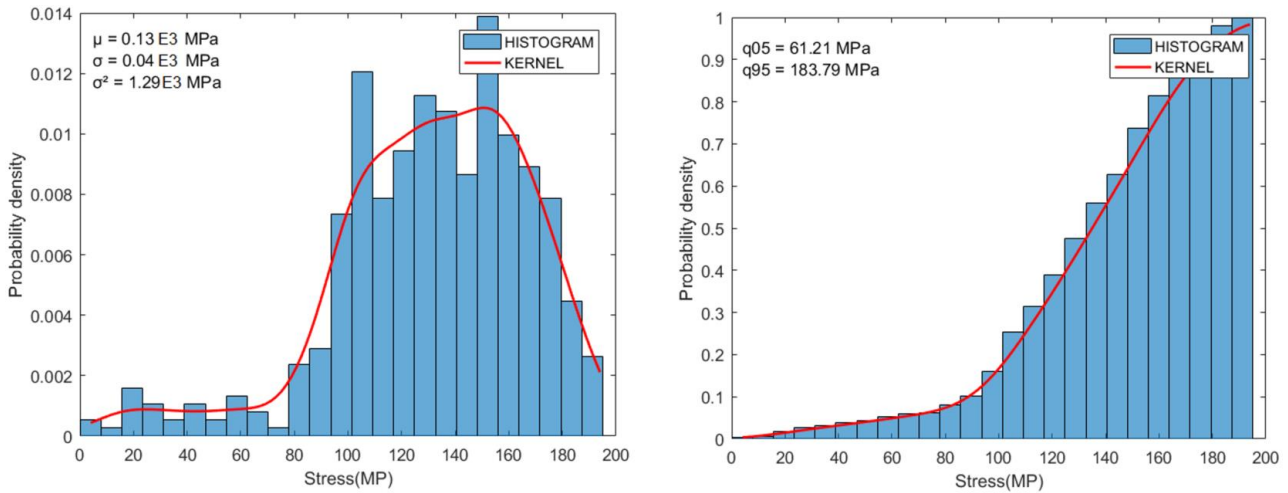 0.014
0.012
0.01
0.008
0.006
0.004
0.002
0
Probability density
μ = 0.13 E3 MPa
σ = 0.04 E3 MPa
σ² = 1.29E3 MPa
HISTOGRAM
KERNEL
0 20 40 60 80 100 120 140 160 180 200
Stress(MP)
1
0.9
0.8
0.7
0.6
0.5
0.4
0.3
0.2
0.1
0
Probability density
q05 = 61.21 MPa
q95 = 183.79 MPa
HISTOGRAM
KERNEL
0 20 40 60 80 100 120 140 160 180 200
Stress(MP)